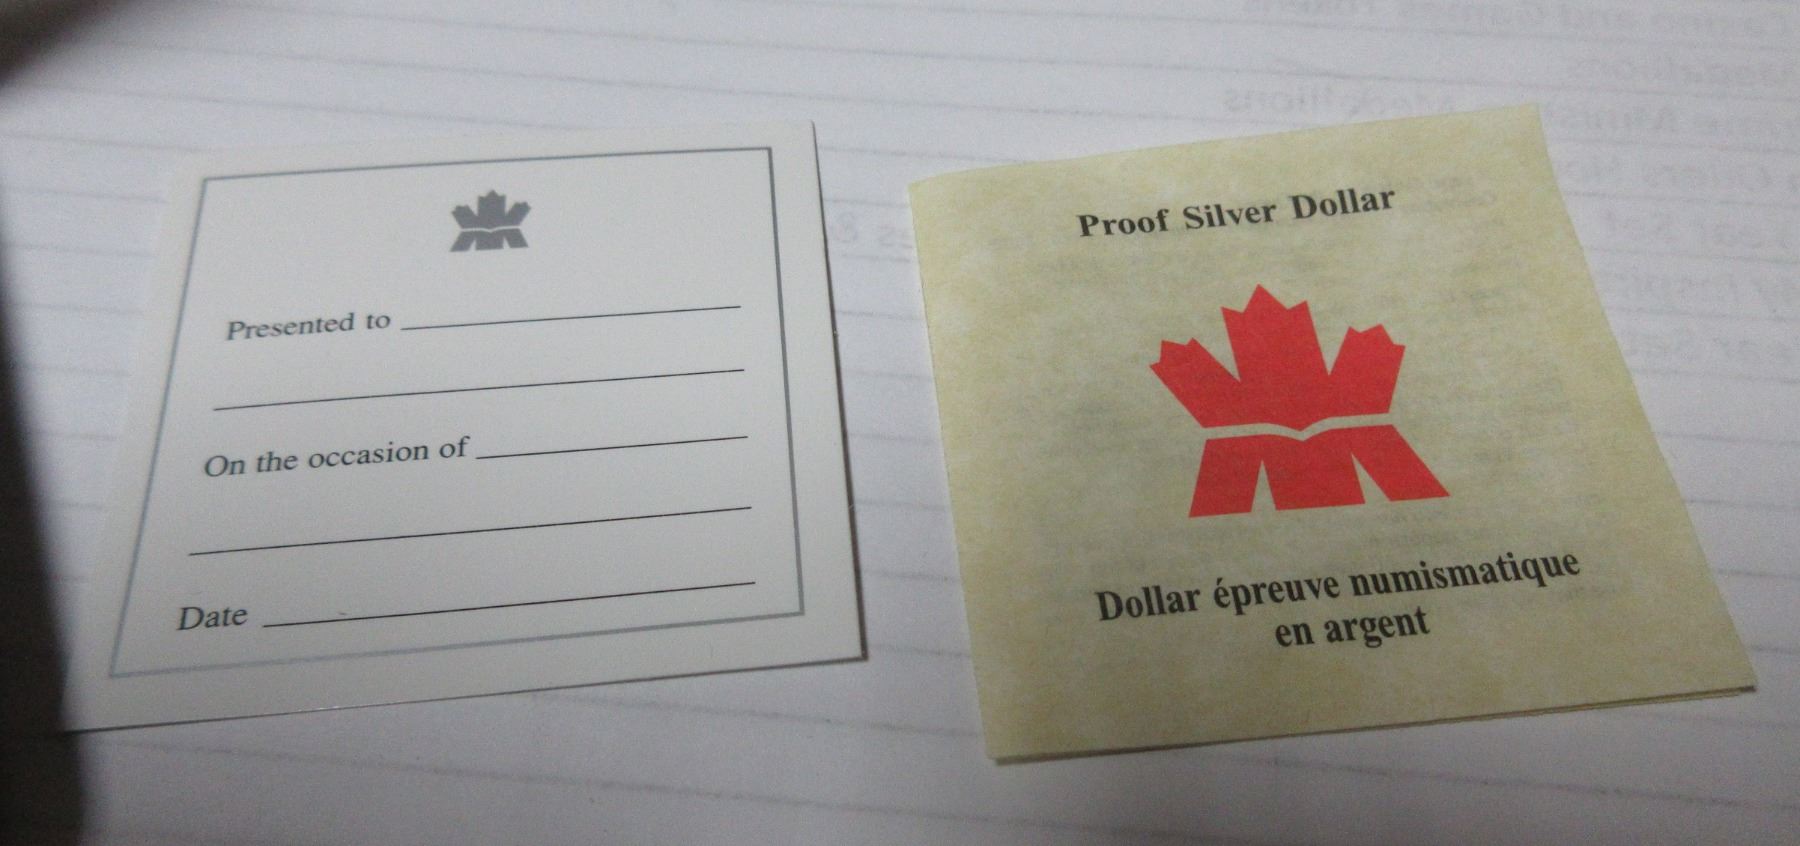 Presented to
On the occasion of
Date
Proof Silver Dollar
Dollar épreuve numismatique
en argent